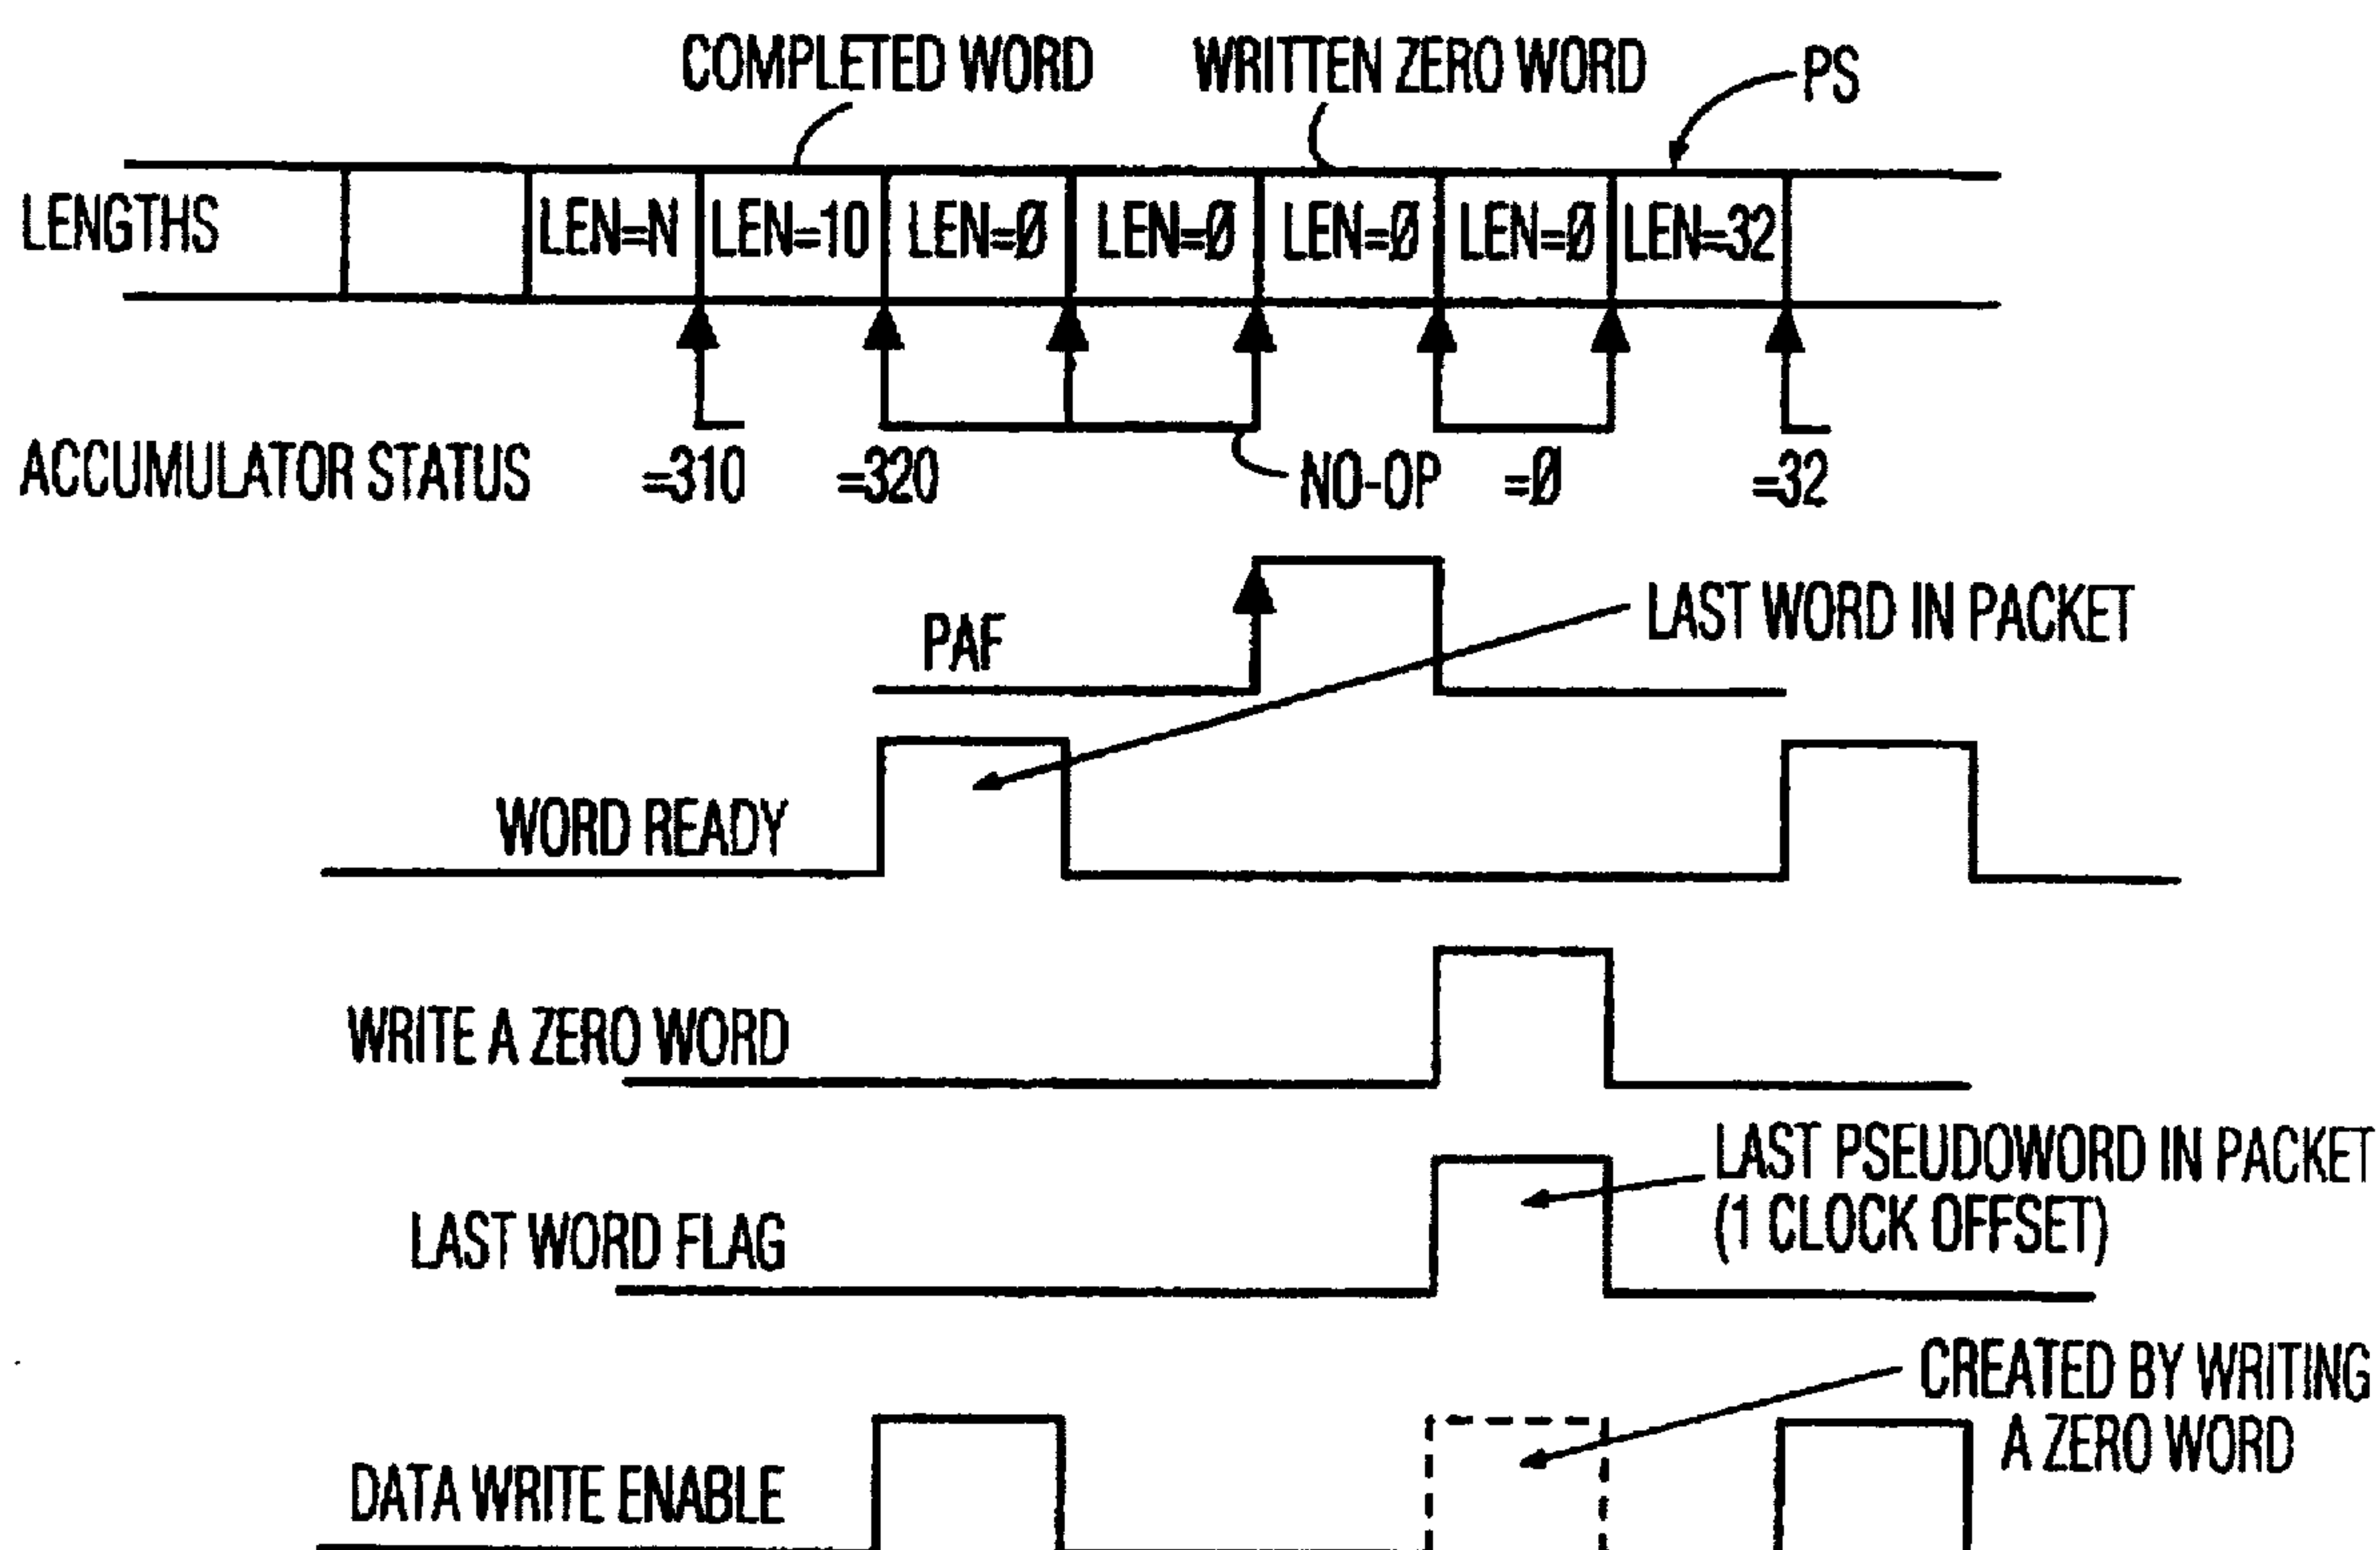 COMPLETED WORD WRITTEN ZERO WORD PS
LENGTHS LEN=N LEN=10 LEN=Ø LEN=Ø LEN=Ø LEN=Ø LEN=32
ACCUMULATOR STATUS =310 =320 NO-OP =Ø =32
PAF
LAST WORD IN PACKET
WORD READY
WRITE A ZERO WORD
LAST PSEUDOWORD IN PACKET
(1 CLOCK OFFSET)
LAST WORD FLAG
CREATED BY WRITING
A ZERO WORD
DATA WRITE ENABLE